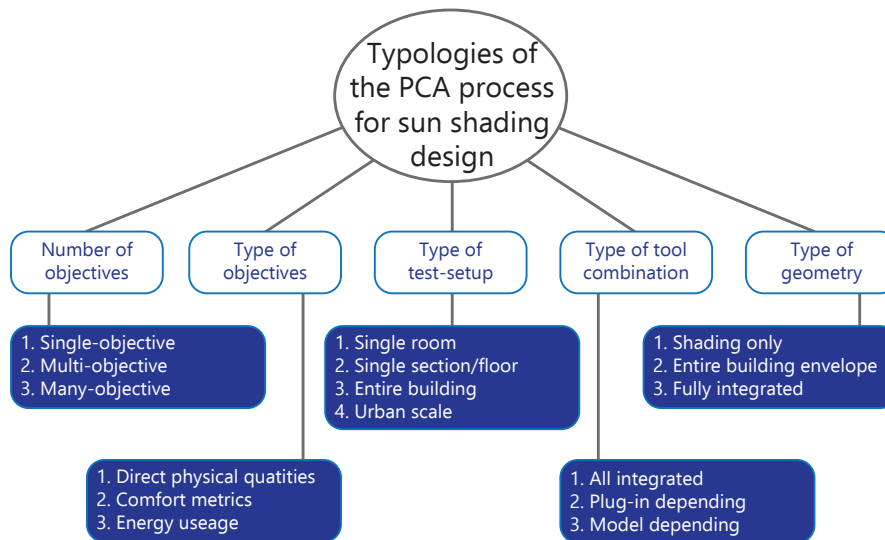 Typologies of
the PCA process
for sun shading
design
Number of
objectives
Type of
objectives
Type of
test-setup
Type of tool
combination
Type of
geometry
1. Single-objective
2. Multi-objective
3. Many-objective
1. Single room
2. Single section/floor
3. Entire building
4. Urban scale
1. Shading only
2. Entire building envelope
3. Fully integrated
1. Direct physical quatities
2. Comfort metrics
3. Energy useage
1. All integrated
2. Plug-in depending
3. Model depending